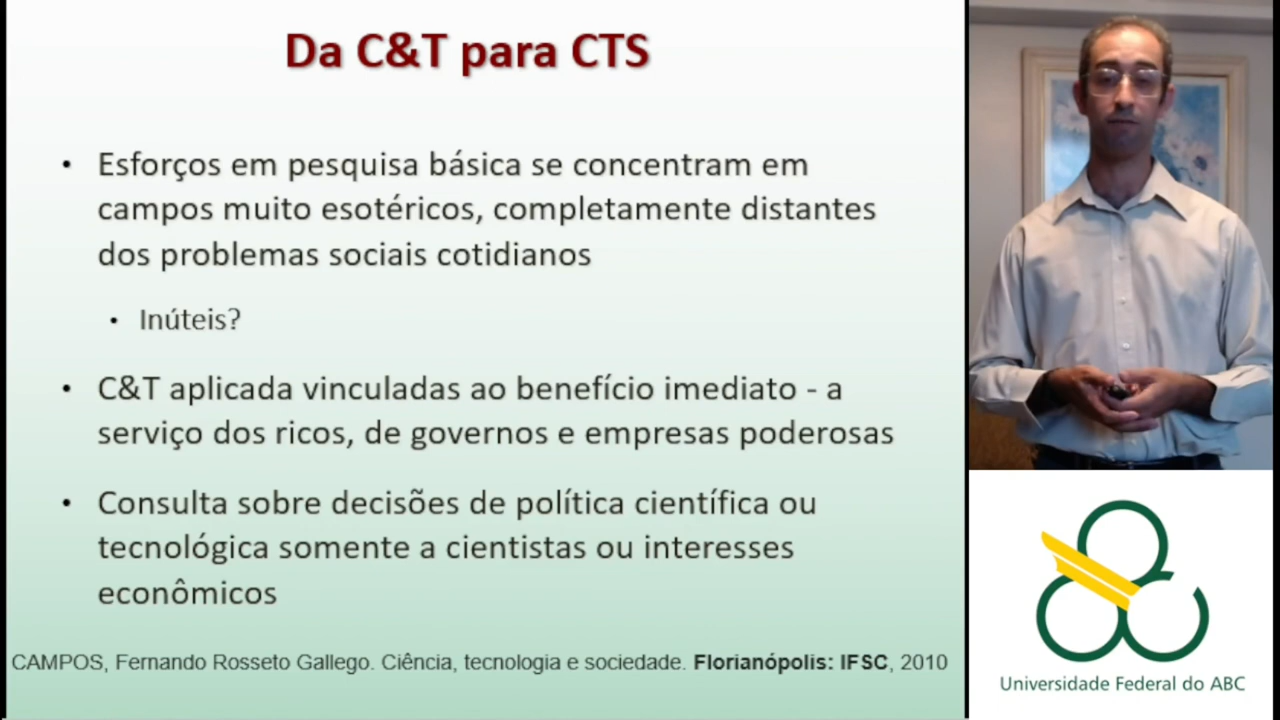 Da C&T para CTS
• Esforços em pesquisa básica se concentram em
campos muito esotéricos, completamente distantes
dos problemas sociais cotidianos
• Inúteis?
• C&T aplicada vinculadas ao benefício imediato - a
serviço dos ricos, de governos e empresas poderosas
• Consulta sobre decisões de política científica ou
tecnológica somente a cientistas ou interesses
econômicos
CAMPOS, Fernando Rosseto Gallego. Ciência, tecnologia e sociedade. Florianópolis: IFSC, 2010
Universidade Federal do ABC